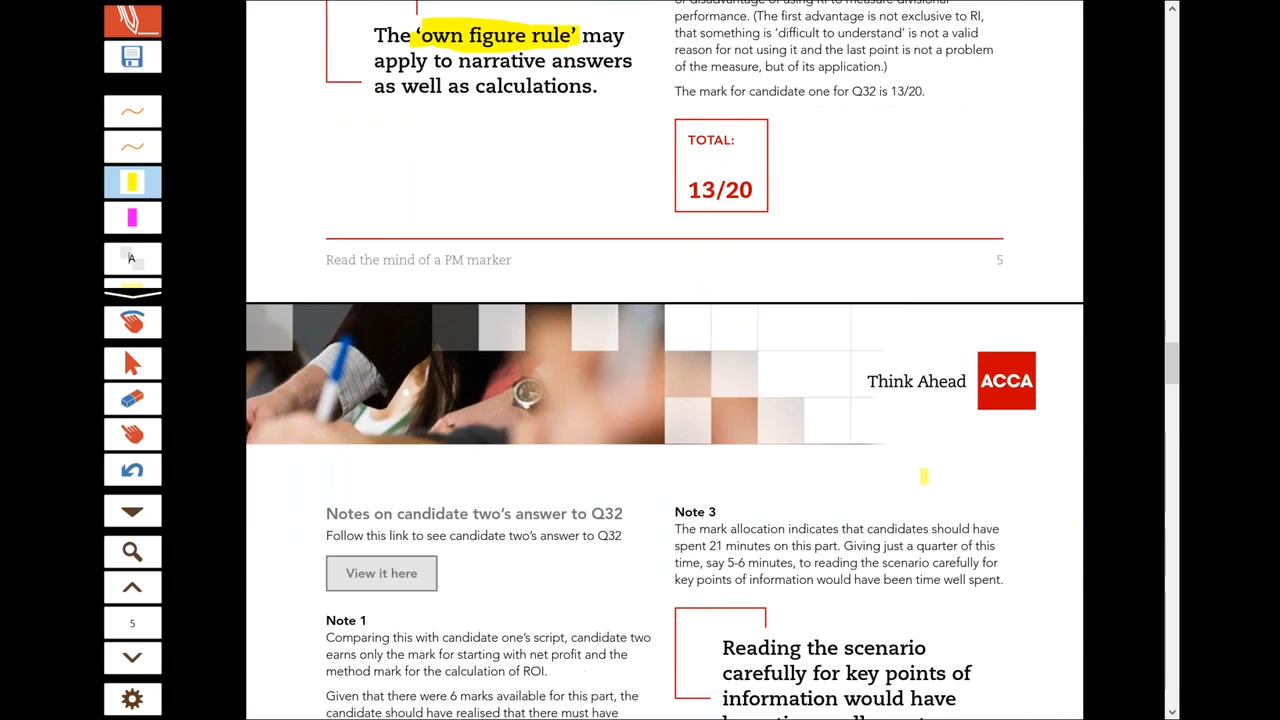 or disadvantage of using RI to measure divisional
performance. (The first advantage is not exclusive to RI,
that something is ‘difficult to understand’ is not a valid
reason for not using it and the last point is not a problem
of the measure, but of its application.)
The mark for candidate one for Q32 is 13/20.
The ‘own figure rule’ may
apply to narrative answers
as well as calculations.
TOTAL:
13/20
Read the mind of a PM marker
5
Think Ahead
ACCA
Notes on candidate two’s answer to Q32
Follow this link to see candidate two’s answer to Q32
View it here
Note 1
Comparing this with candidate one’s script, candidate two
earns only the mark for starting with net profit and the
method mark for the calculation of ROI.
Given that there were 6 marks available for this part, the
candidate should have realised that there must have
Note 3
The mark allocation indicates that candidates should have
spent 21 minutes on this part. Giving just a quarter of this
time, say 5-6 minutes, to reading the scenario carefully for
key points of information would have been time well spent.
Reading the scenario
carefully for key points of
information would have
A
5